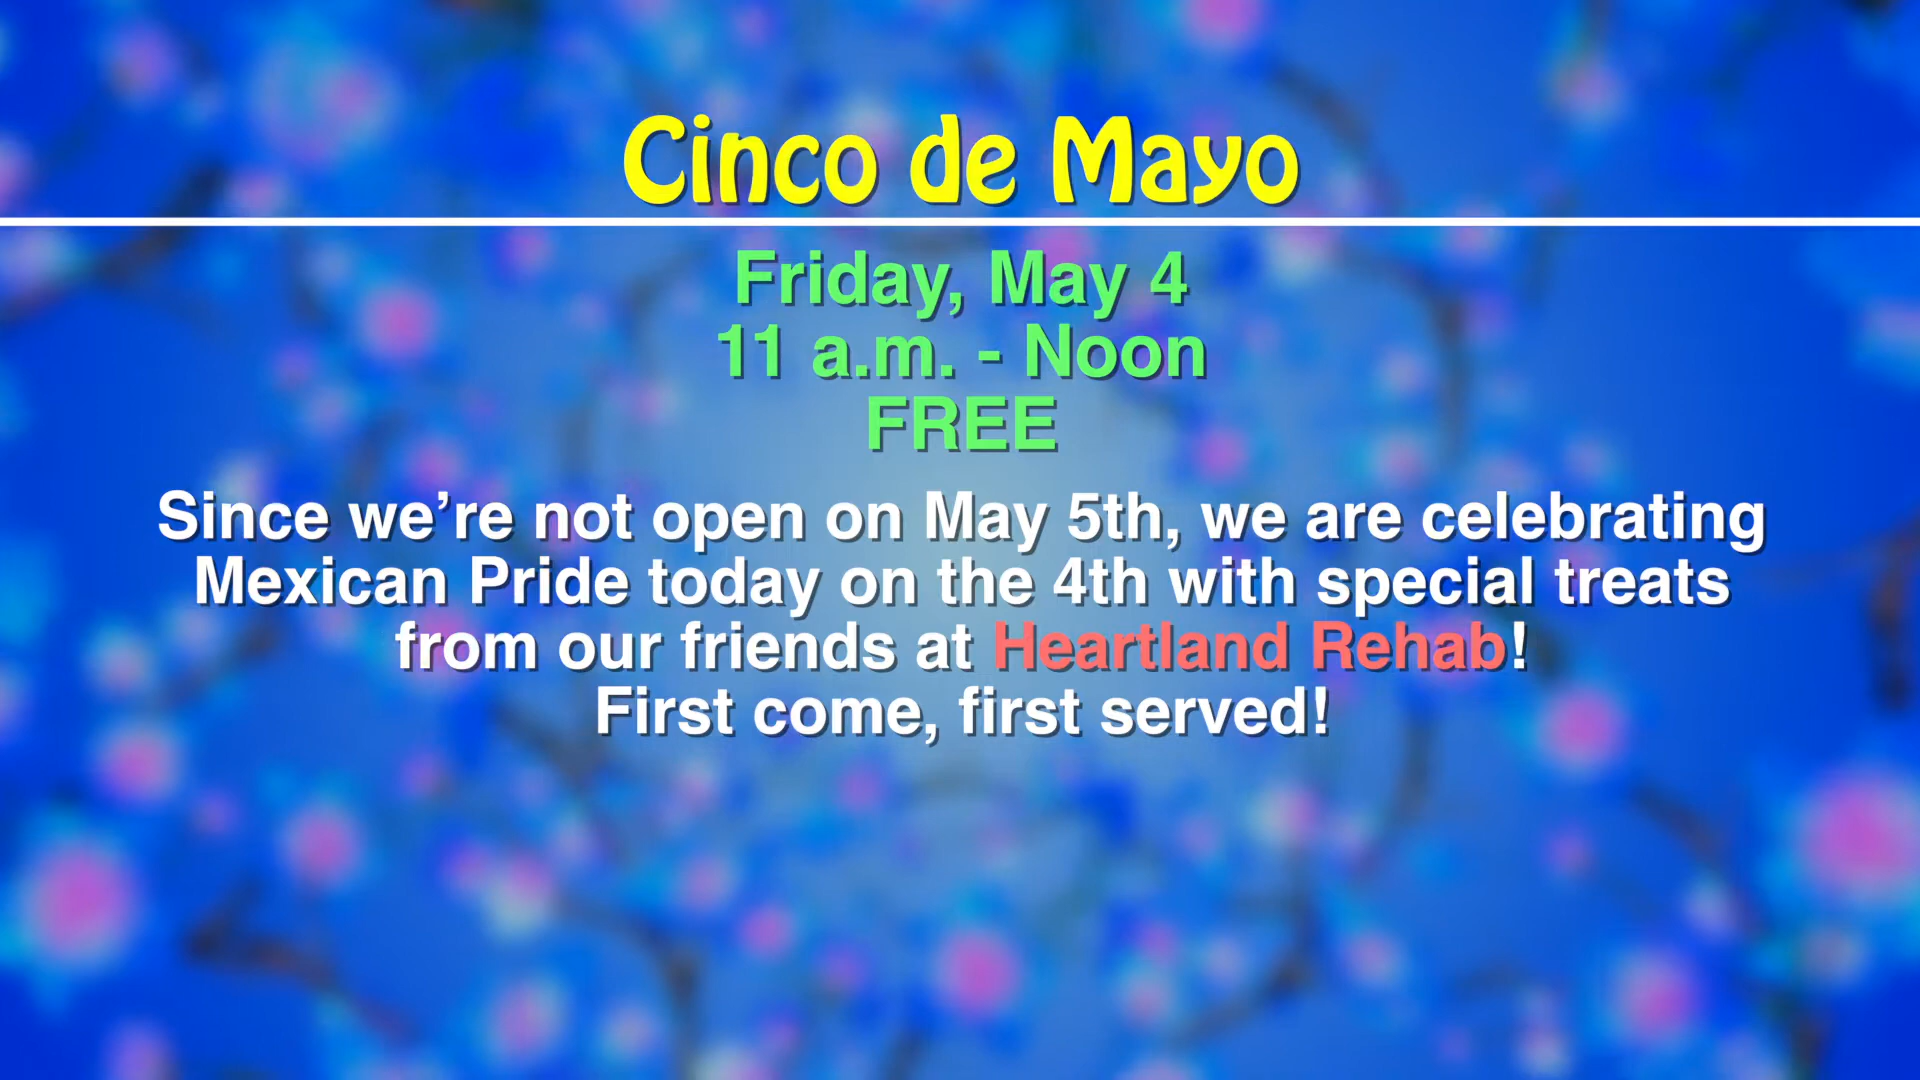 Cinco de Mayo
Friday, May 4
11 a.m. - Noon
FREE
Since we’re not open on May 5th, we are celebrating
Mexican Pride today on the 4th with special treats
from our friends at Heartland Rehab!
First come, first served!